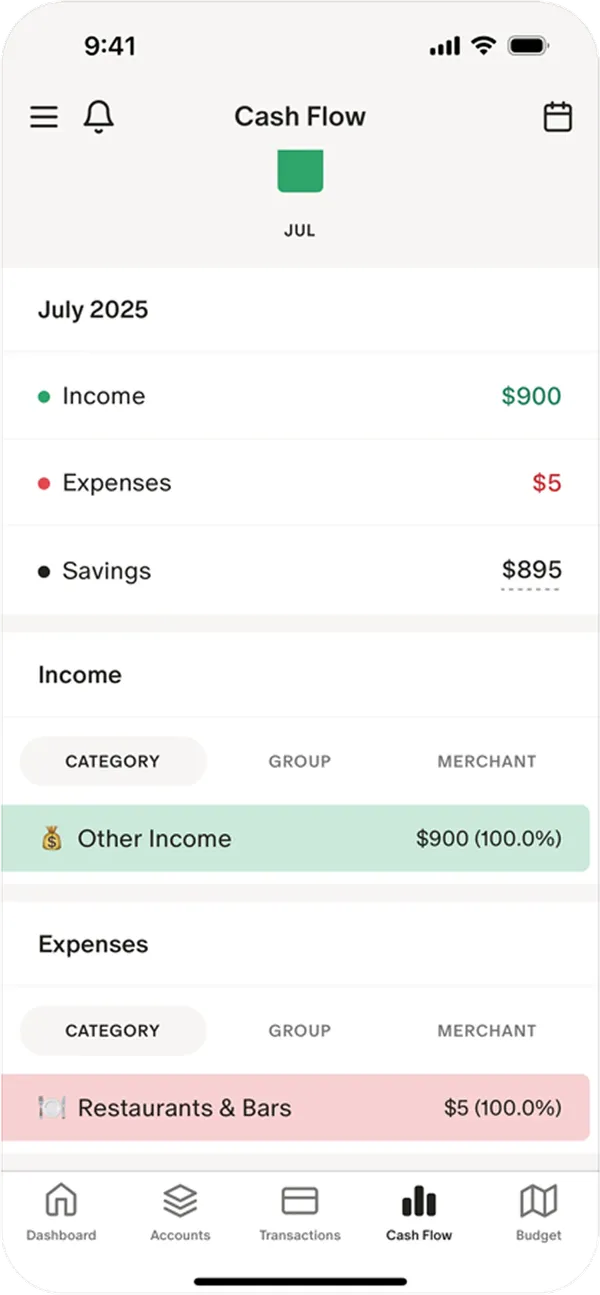 9:41
Cash Flow
JUL
July 2025
Income $900
Expenses $5
Savings $895
Income
CATEGORY GROUP MERCHANT
Other Income $900 (100.0%)
Expenses
CATEGORY GROUP MERCHANT
Restaurants & Bars $5 (100.0%)
Dashboard Accounts Transactions Cash Flow Budget